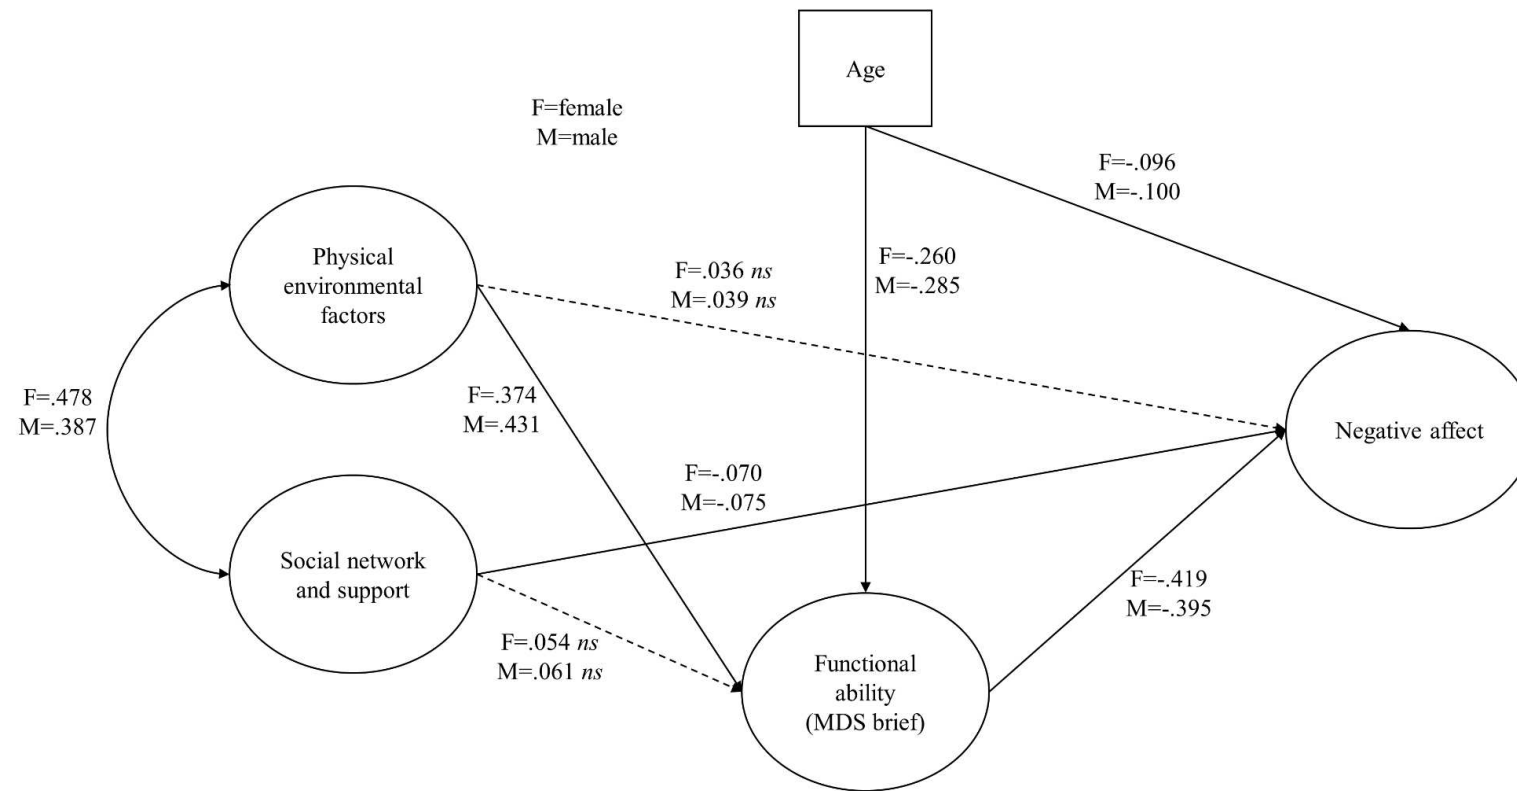 Age
F=female
M=male
F=-.096
M=-.100
Physical
environmental
factors
F=.036 ns
M=.039 ns
F=-.260
M=-.285
F=.478
M=.387
F=.374
M=.431
Negative affect
F=-.070
M=-.075
Social network
and support
F=-.419
M=-.395
F=.054 ns
M=.061 ns
Functional
ability
(MDS brief)